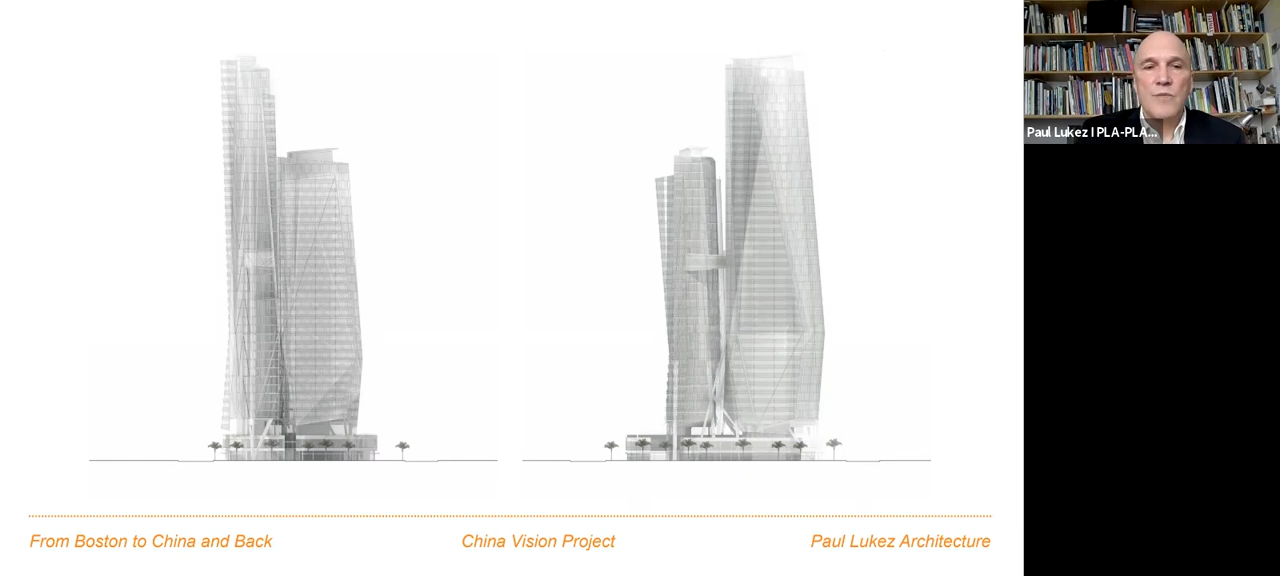 Paul Lukez I PLA-PLA...
From Boston to China and Back
China Vision Project
Paul Lukez Architecture